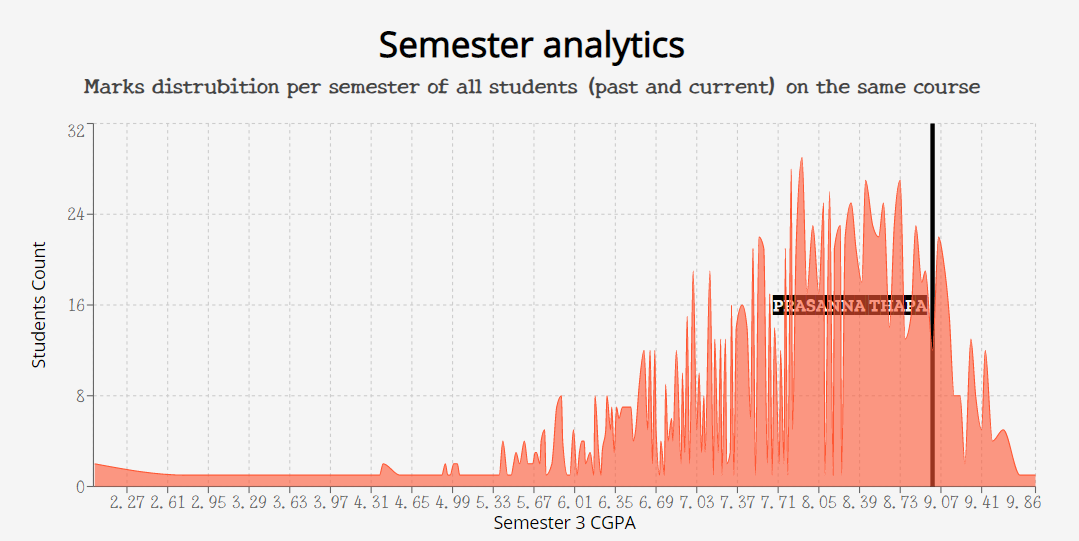 Semester analytics
Marks distrubition per semester of all students (past and current) on the same course
32
24
16
8
0
Students Count
PRASANNA THAPA
2.27 2.61 2.95 3.29 3.63 3.97 4.31 4.65 4.99 5.33 5.67 6.01 6.35 6.69 7.03 7.37 7.71 8.05 8.39 8.73 9.07 9.41 9.86
Semester 3 CGPA